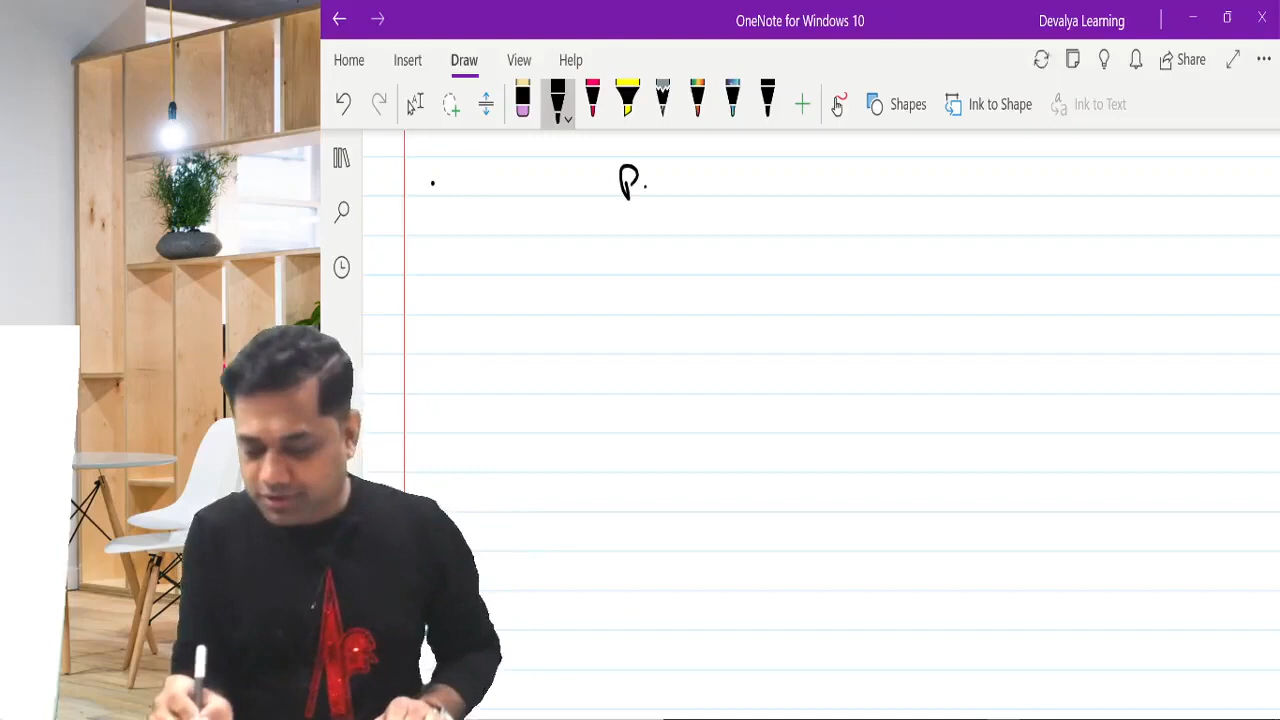 OneNote for Windows 10
Devalya Learning
Home Insert Draw View Help
Share
Shapes
Ink to Shape
Ink to Text
P.